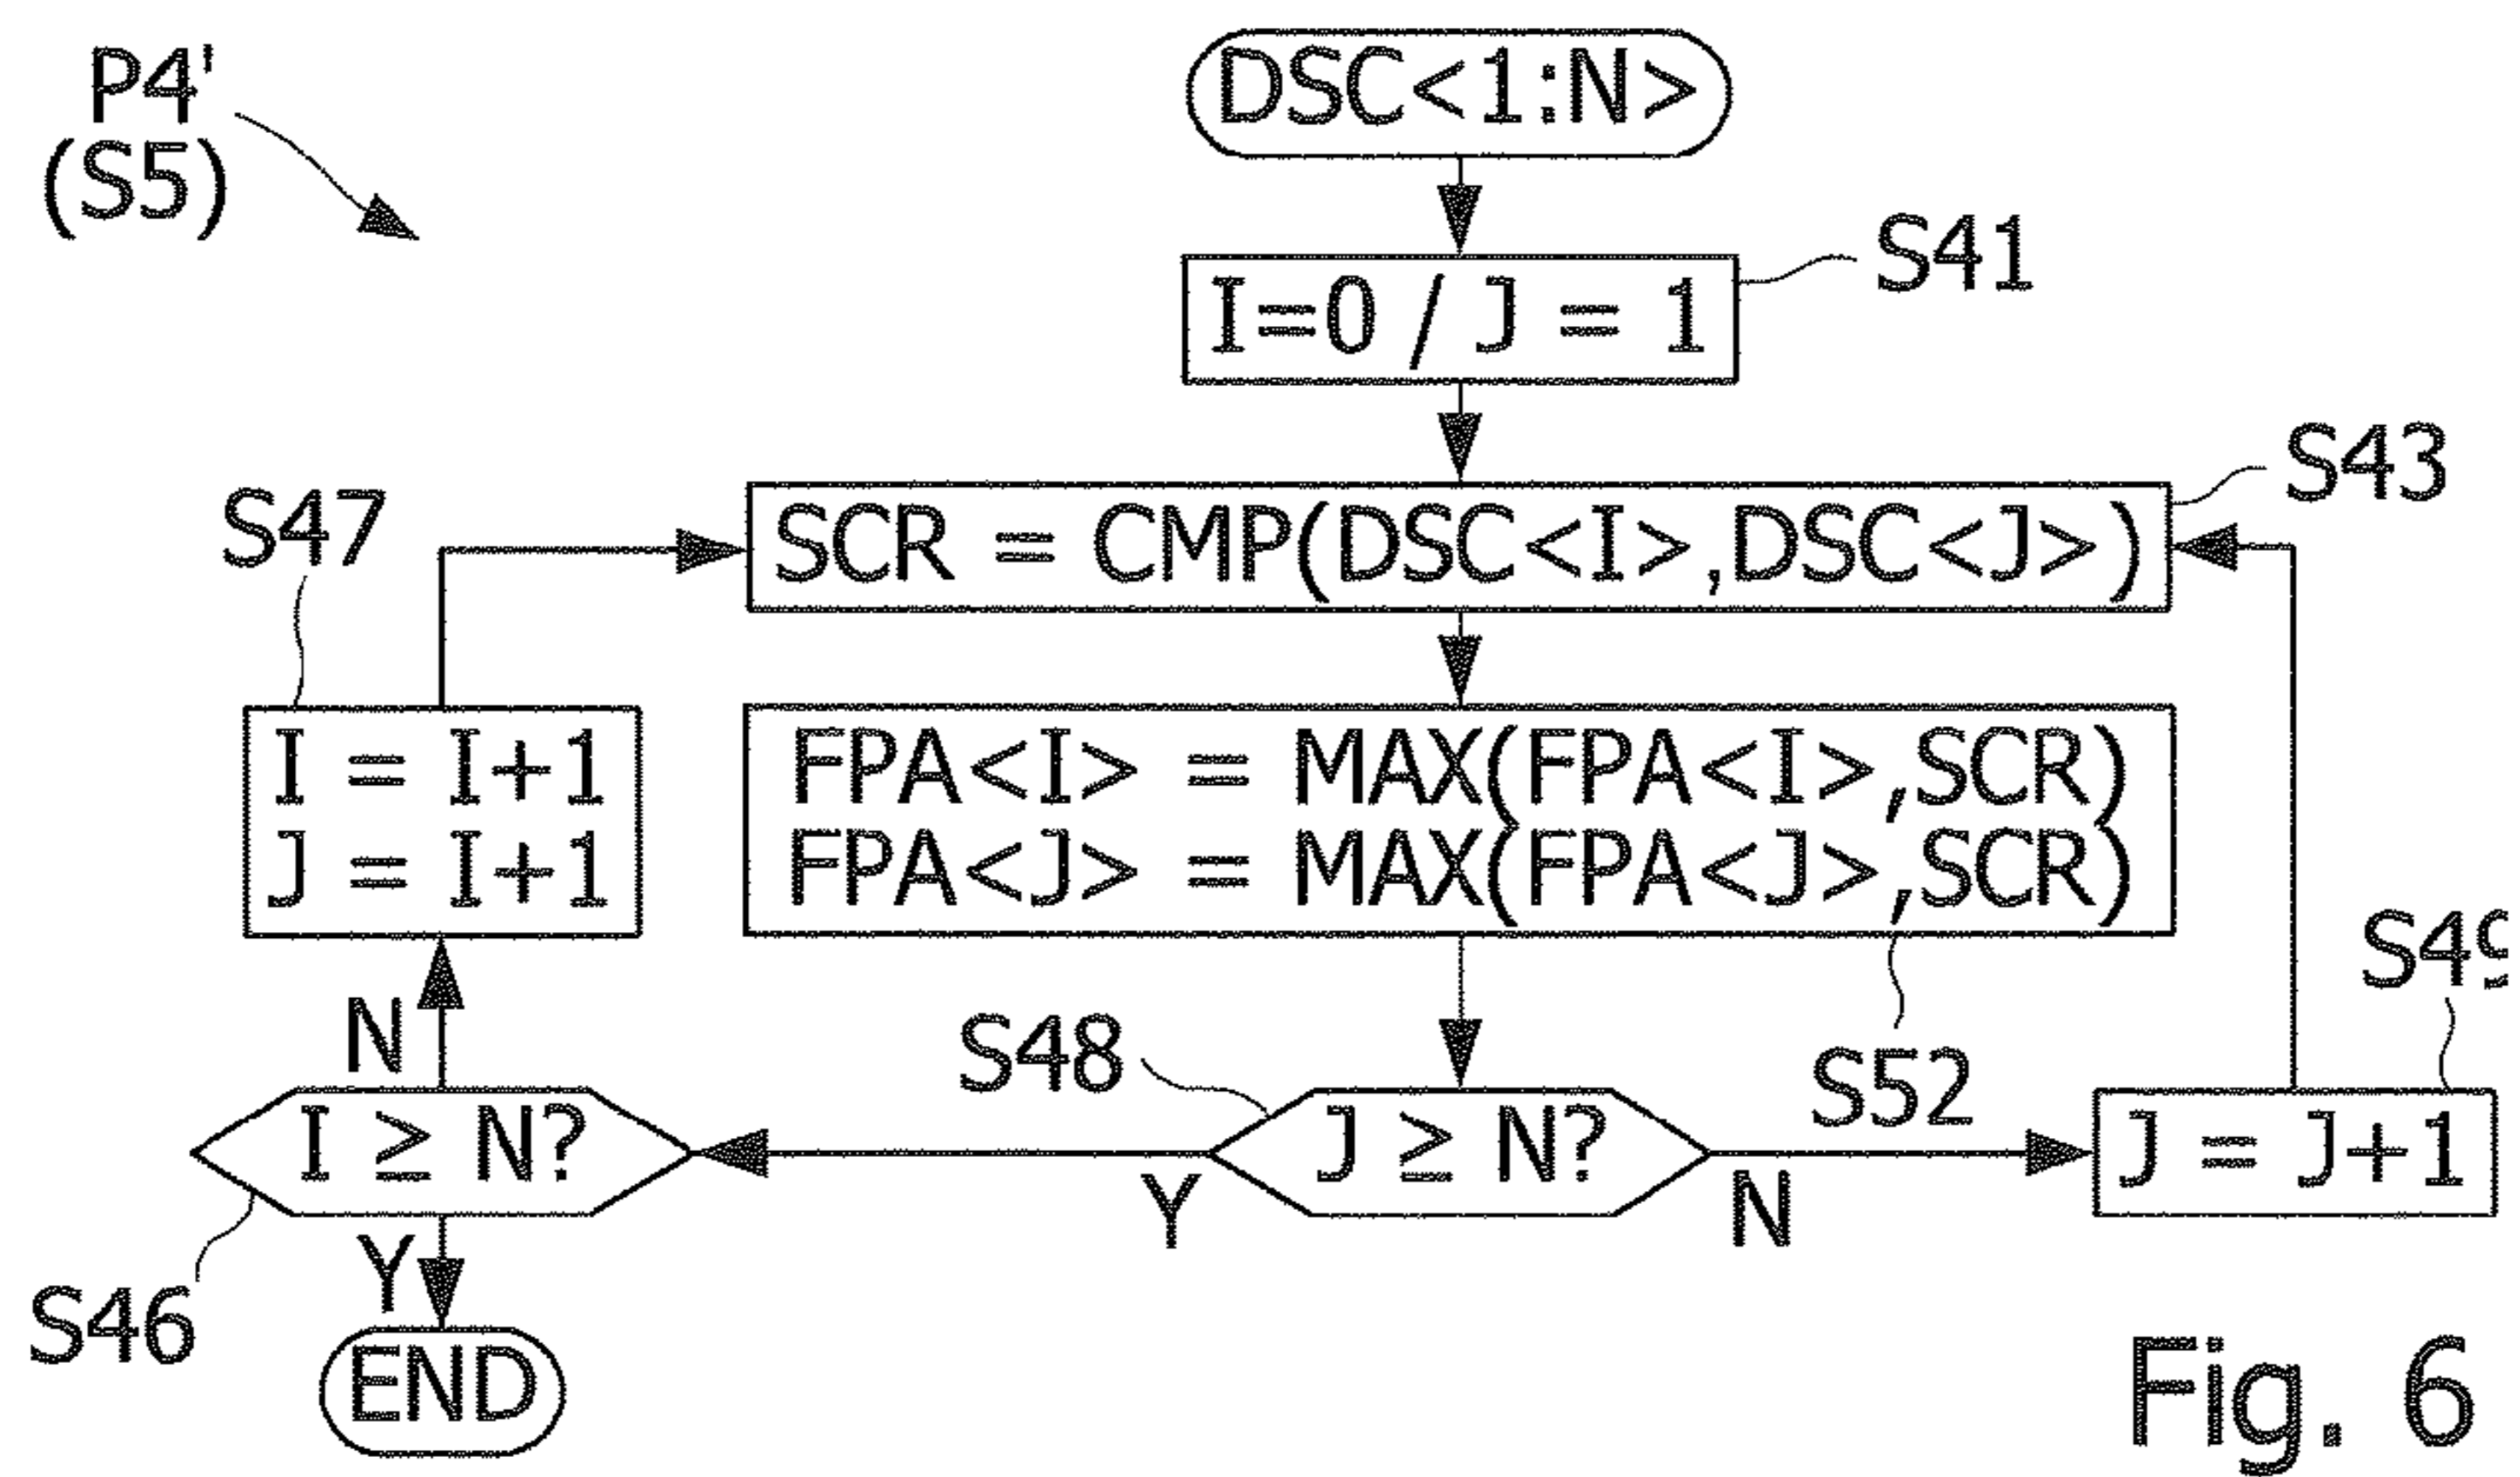 P4'
(S5)
DSC<1:N>
S41
I=0 / J = 1
S43
S47
SCR = CMP(DSC<I>,DSC<J>)
I = I+1
J = I+1
FPA<I> = MAX(FPA<I>,SCR)
FPA<J> = MAX(FPA<J>,SCR)
S49
N
S48
S52
I ≥ N?
J ≥ N?
J = J+1
Y
N
S46
Y
END
Fig. 6